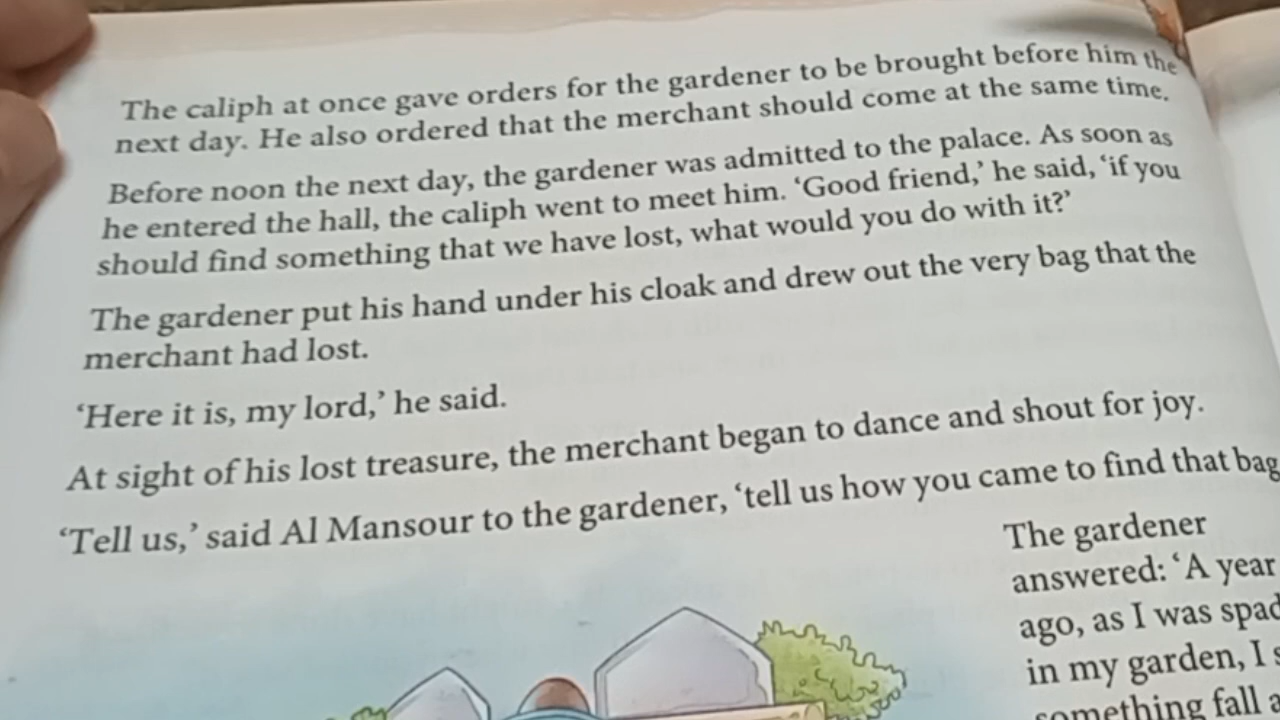 The caliph at once gave orders for the gardener to be brought before him the
next day. He also ordered that the merchant should come at the same time.
Before noon the next day, the gardener was admitted to the palace. As soon as
he entered the hall, the caliph went to meet him. ‘Good friend,’ he said, ‘if you
should find something that we have lost, what would you do with it?’
The gardener put his hand under his cloak and drew out the very bag that the
merchant had lost.
‘Here it is, my lord,’ he said.
At sight of his lost treasure, the merchant began to dance and shout for joy.
‘Tell us,’ said Al Mansour to the gardener, ‘tell us how you came to find that bag
The gardener
answered: ‘A year
ago, as I was
in my garden, I
something fall